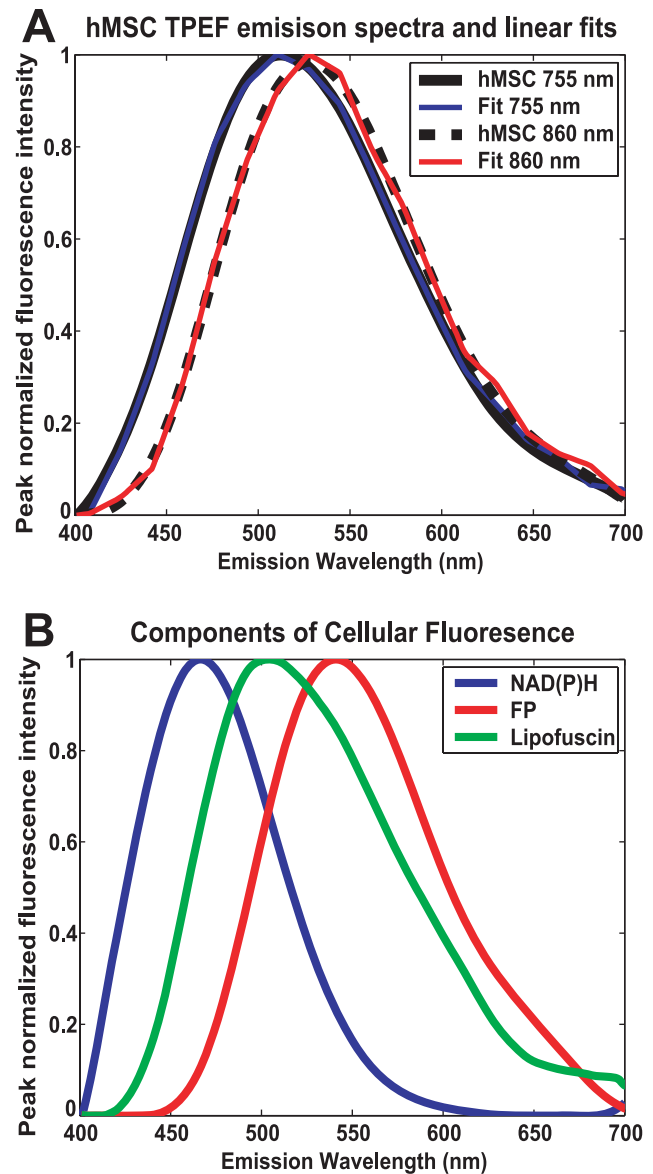 A hMSC TPEF emisison spectra and linear fits
Peak normalized fluorescence intensity
1
0.8
0.6
0.4
0.2
0
hMSC 755 nm
Fit 755 nm
hMSC 860 nm
Fit 860 nm
400 450 500 550 600 650 700
Emission Wavelength (nm)
B Components of Cellular Fluoresence
Peak normalized fluorescence intensity
1
0.8
0.6
0.4
0.2
0
NAD(P)H
FP
Lipofuscin
400 450 500 550 600 650 700
Emission Wavelength (nm)